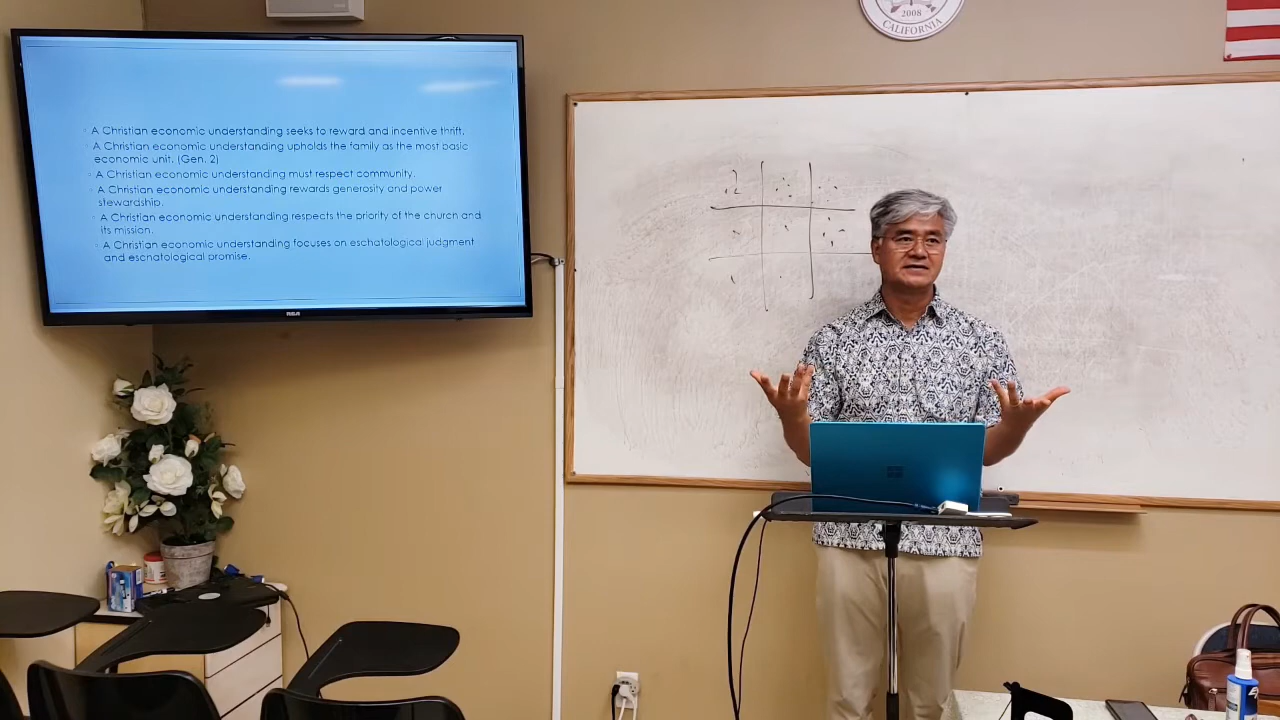 A Christian economic understanding seeks to reward and incentive thrift.
A Christian economic understanding upholds the family as the most basic
economic unit. (Gen. 2)
A Christian economic understanding must respect community.
A Christian economic understanding rewards generosity and power
stewardship.
A Christian economic understanding respects the priority of the church and
its mission.
A Christian economic understanding focuses on eschatological judgment
and eschatological promise.
RCA
2008
CALIFORNIA